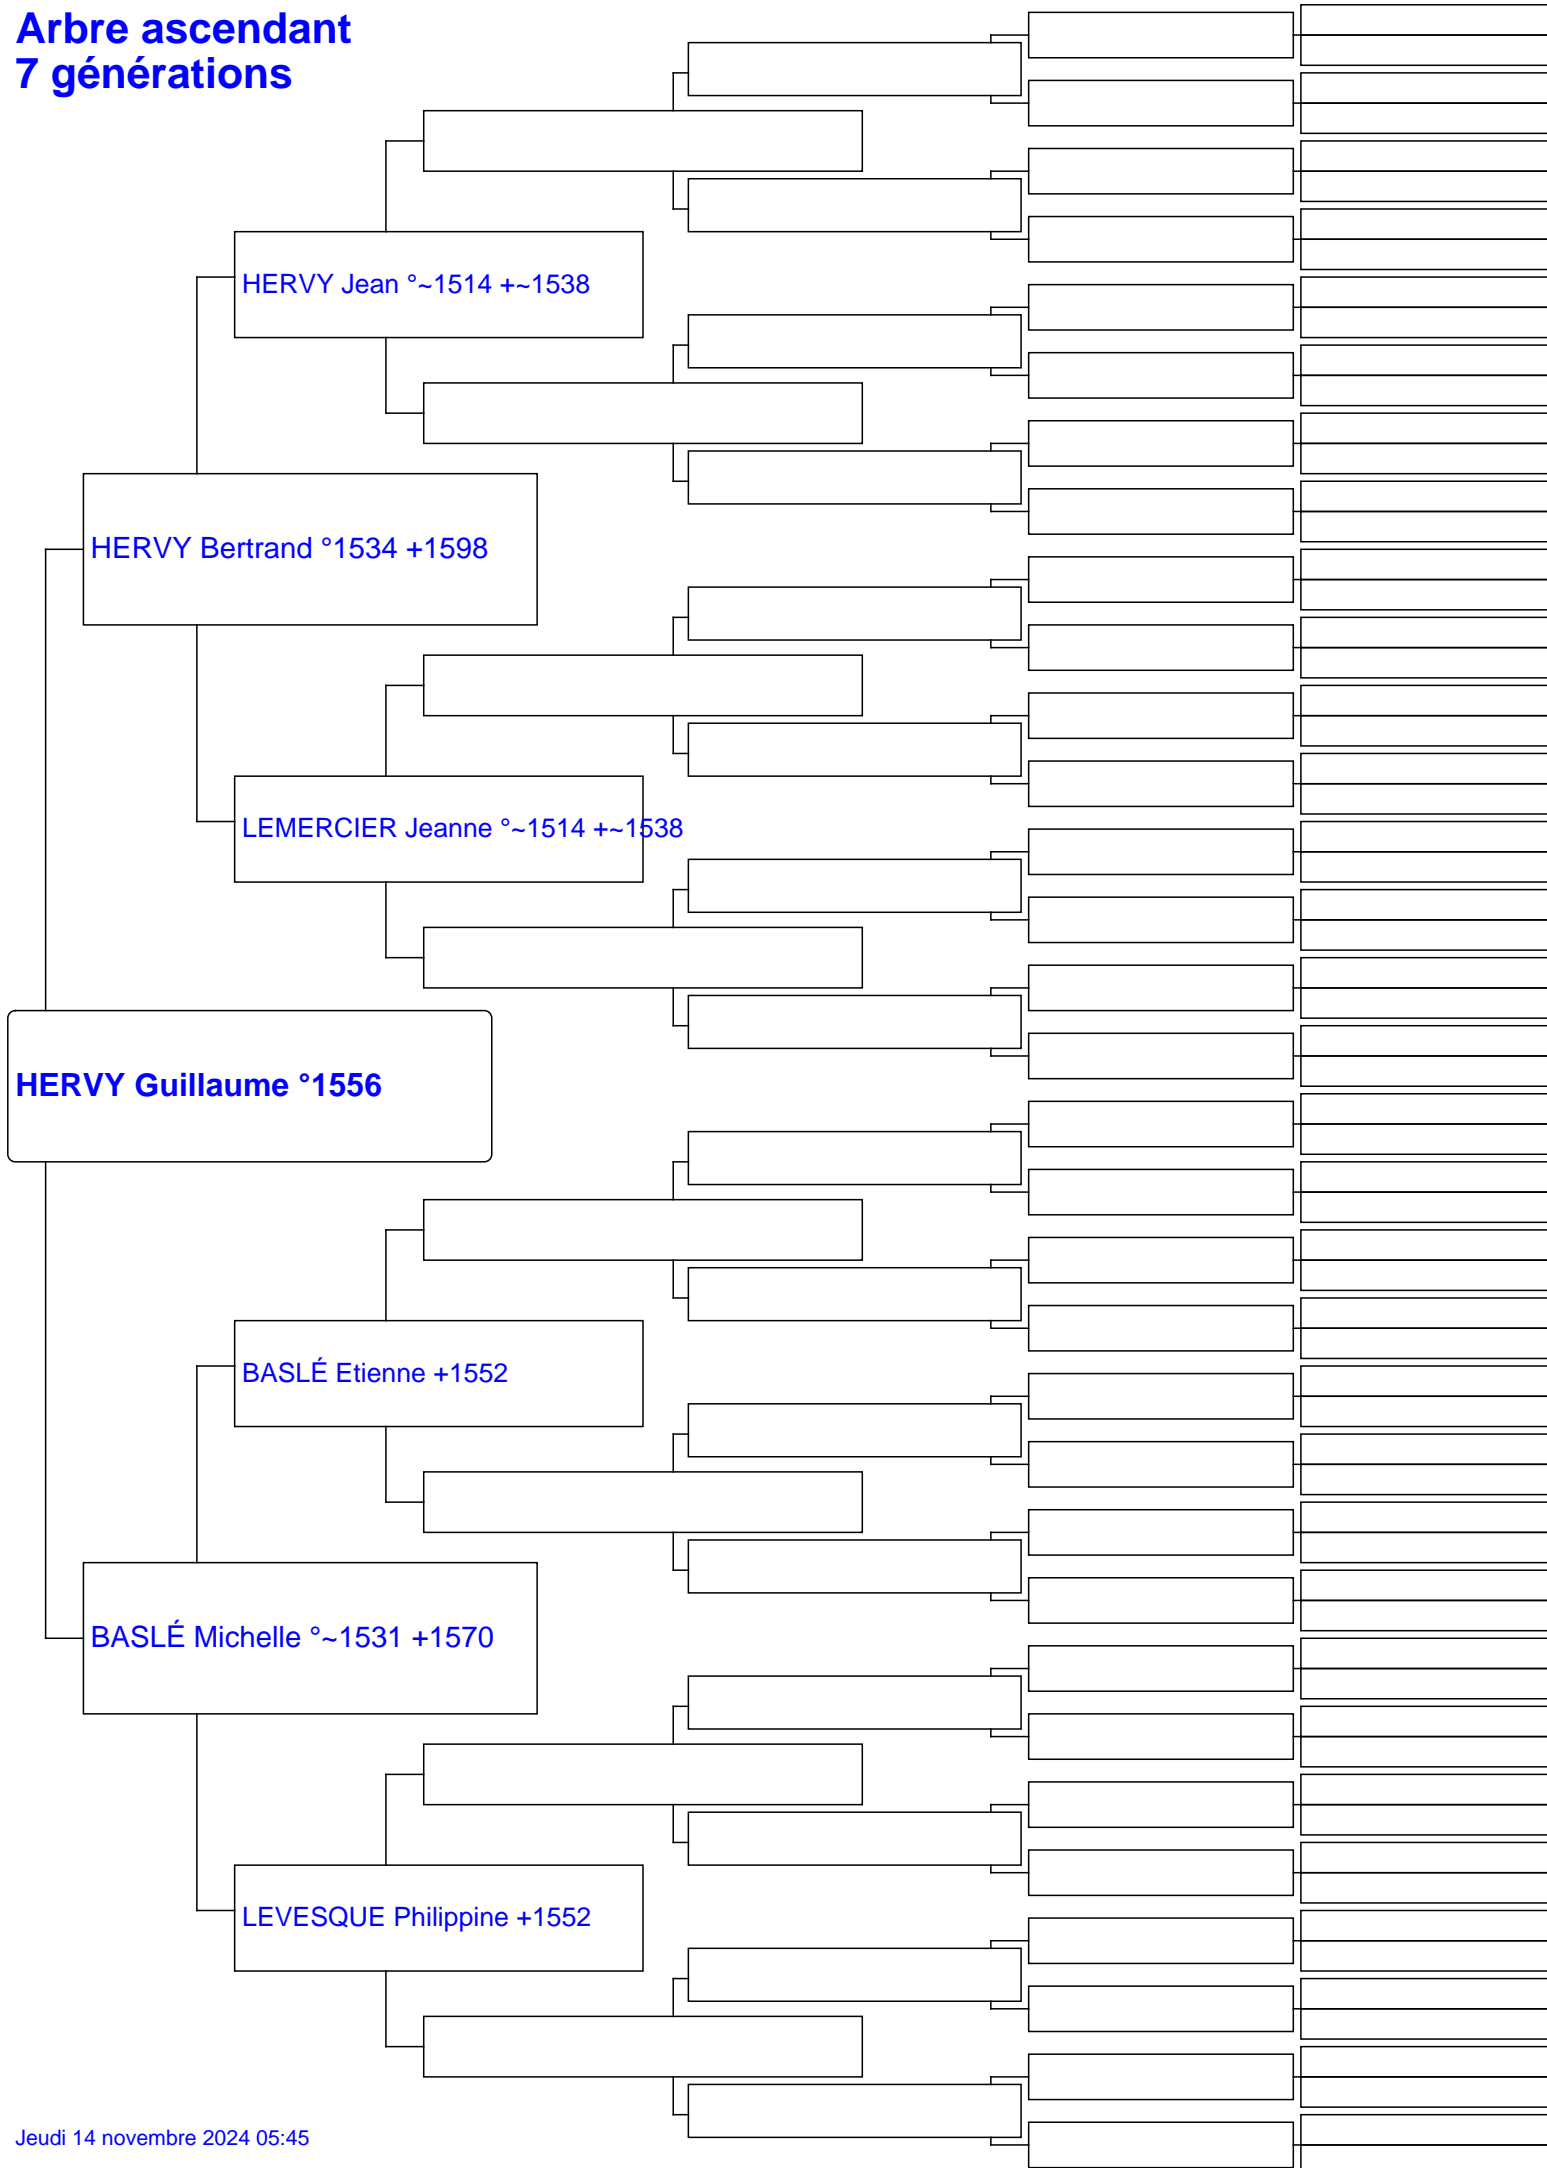 Arbre ascendant
7 générations
HERVY Jean °~1514 +~1538
HERVY Bertrand °1534 +1598
LEMERCIER Jeanne °~1514 +~1538
HERVY Guillaume °1556
BASLÉ Etienne +1552
BASLÉ Michelle °~1531 +1570
LEVESQUE Philippine +1552
Jeudi 14 novembre 2024 05:45